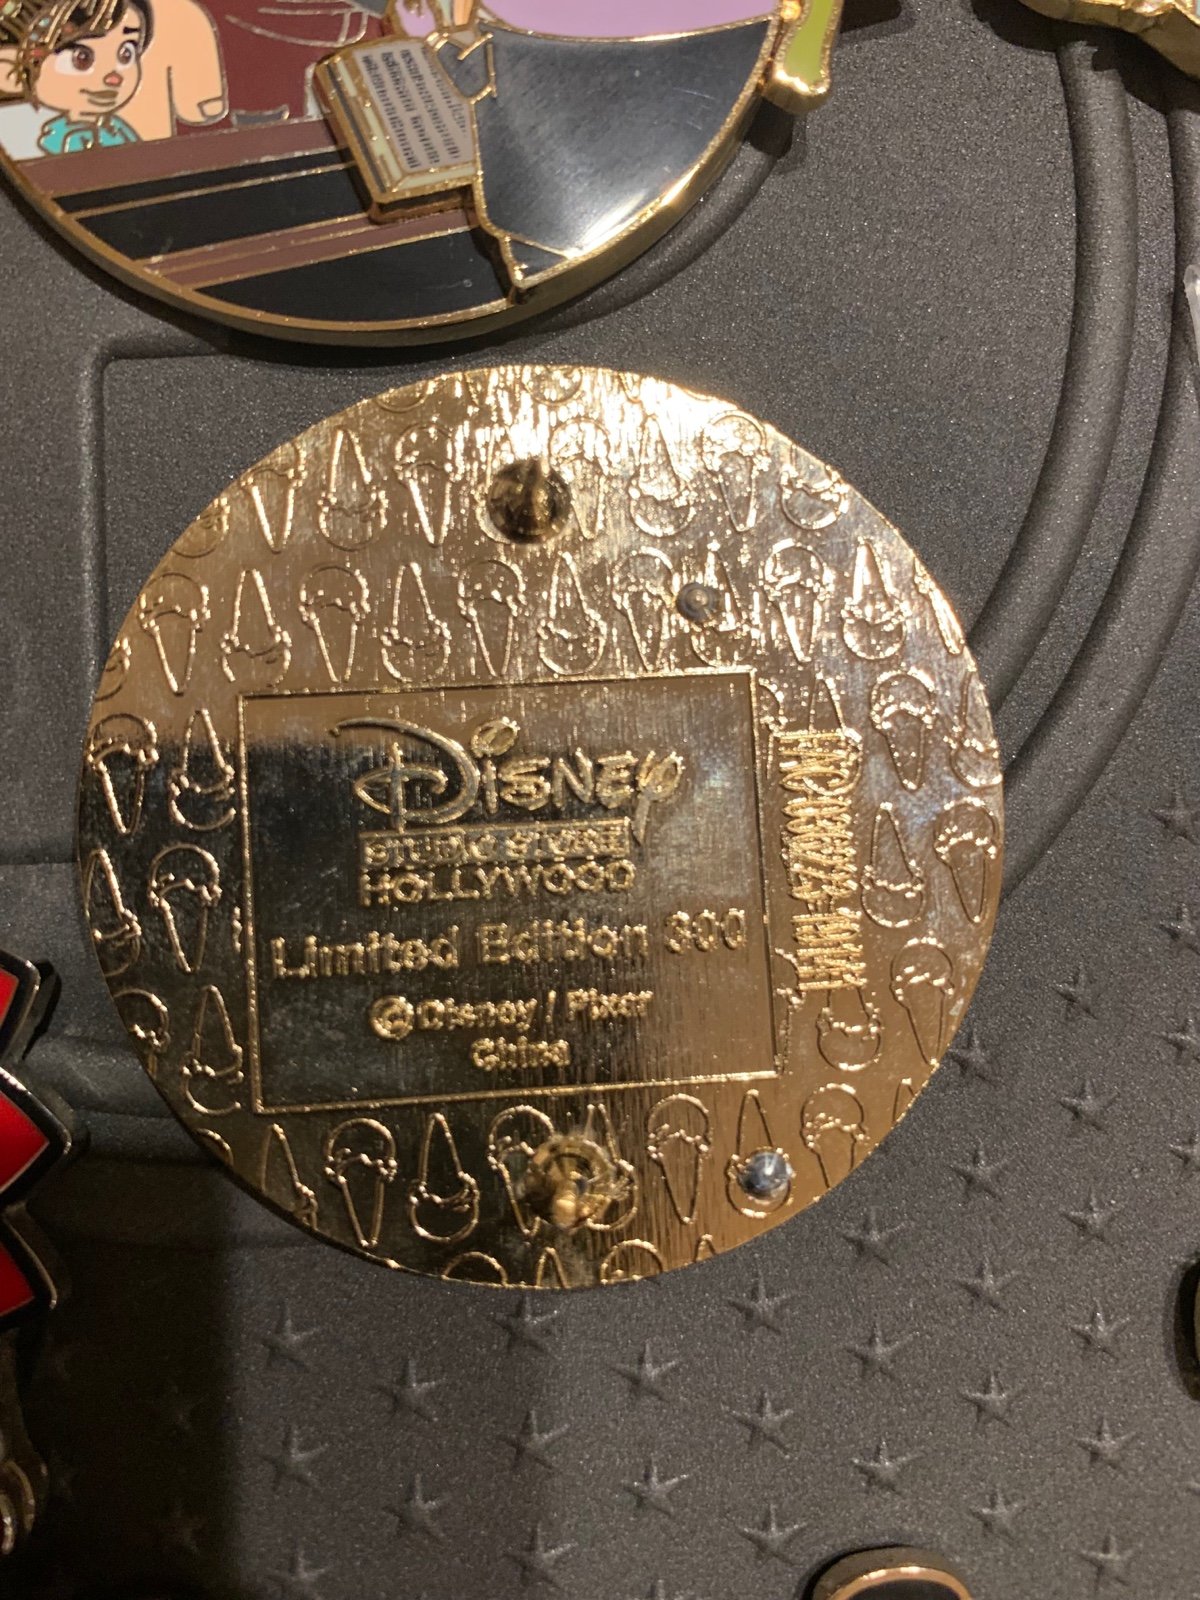 Disney
STUDIO STORE
HOLLYWOOD
Limited Edition 300
©Disney / Pixar
China